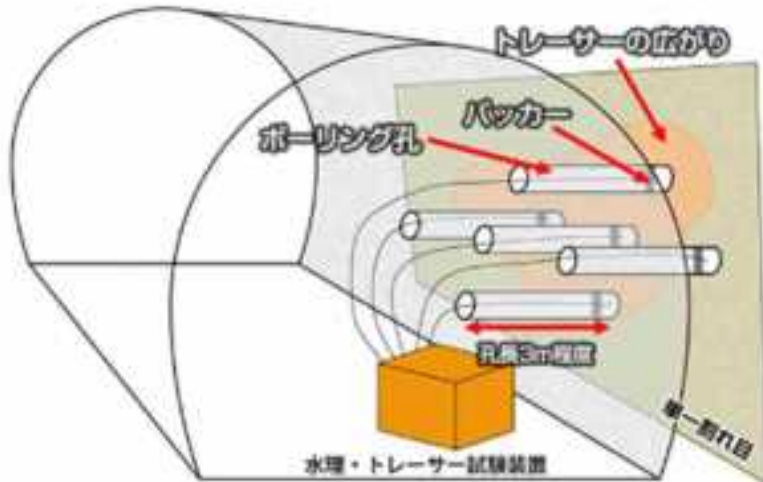 トレーサーの広がり
パッカー
ボーリング孔
孔長3m程度
単一割れ目
水理・トレーサー試験装置